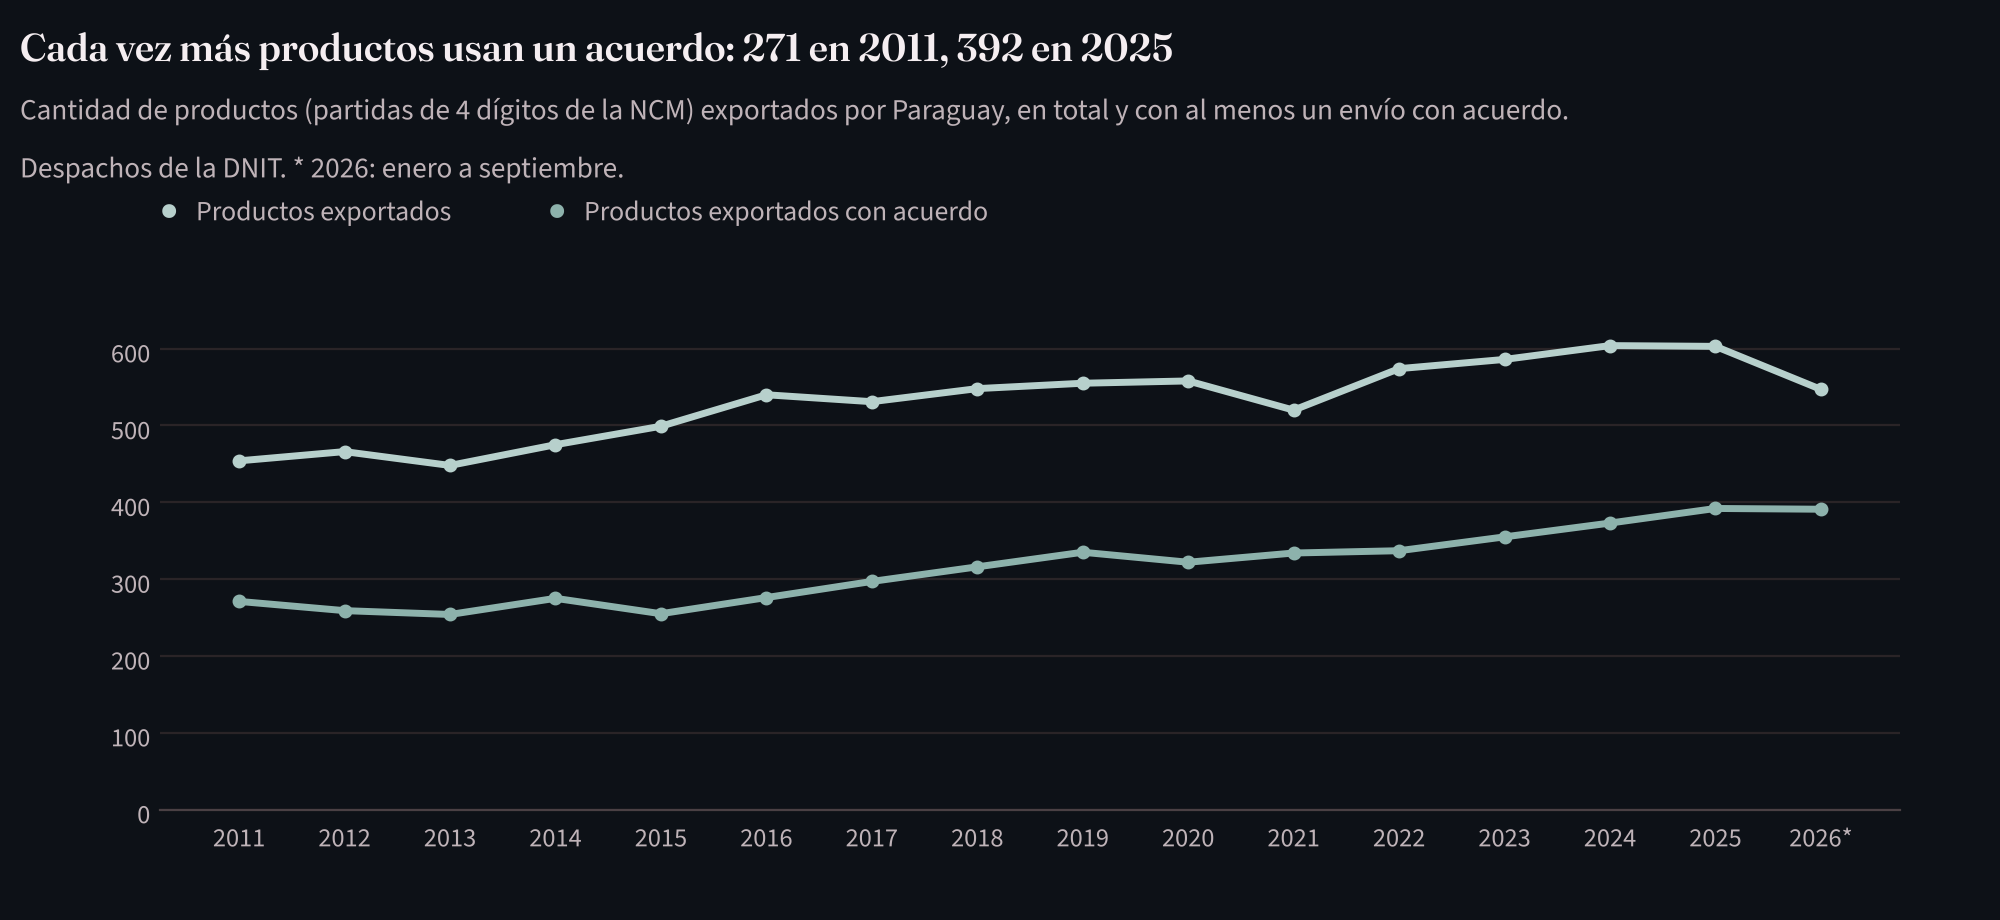 Cada vez más productos usan un acuerdo: 271 en 2011, 392 en 2025
Cantidad de productos (partidas de 4 dígitos de la NCM) exportados por Paraguay, en total y con al menos un envío con acuerdo.
Despachos de la DNIT. * 2026: enero a septiembre.
Productos exportados
Productos exportados con acuerdo
600
500
400
300
200
100
0
2011 2012 2013 2014 2015 2016 2017 2018 2019 2020 2021 2022 2023 2024 2025 2026*